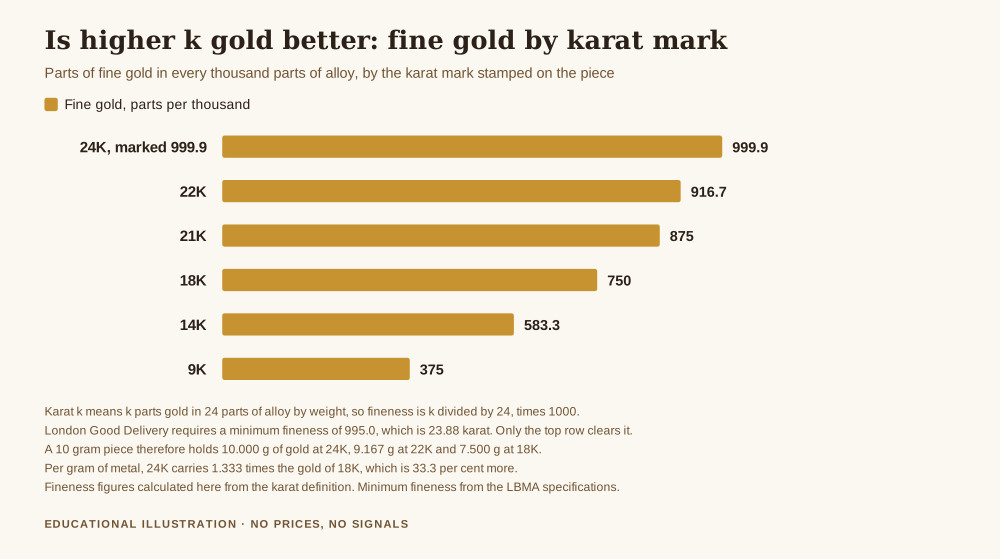 Is higher k gold better: fine gold by karat mark
Parts of fine gold in every thousand parts of alloy, by the karat mark stamped on the piece
Fine gold, parts per thousand
24K, marked 999.9 999.9
22K 916.7
21K 875
18K 750
14K 583.3
9K 375
Karat k means k parts gold in 24 parts of alloy by weight, so fineness is k divided by 24, times 1000.
London Good Delivery requires a minimum fineness of 995.0, which is 23.88 karat. Only the top row clears it.
A 10 gram piece therefore holds 10.000 g of gold at 24K, 9.167 g at 22K and 7.500 g at 18K.
Per gram of metal, 24K carries 1.333 times the gold of 18K, which is 33.3 per cent more.
Fineness figures calculated here from the karat definition. Minimum fineness from the LBMA specifications.
EDUCATIONAL ILLUSTRATION · NO PRICES, NO SIGNALS